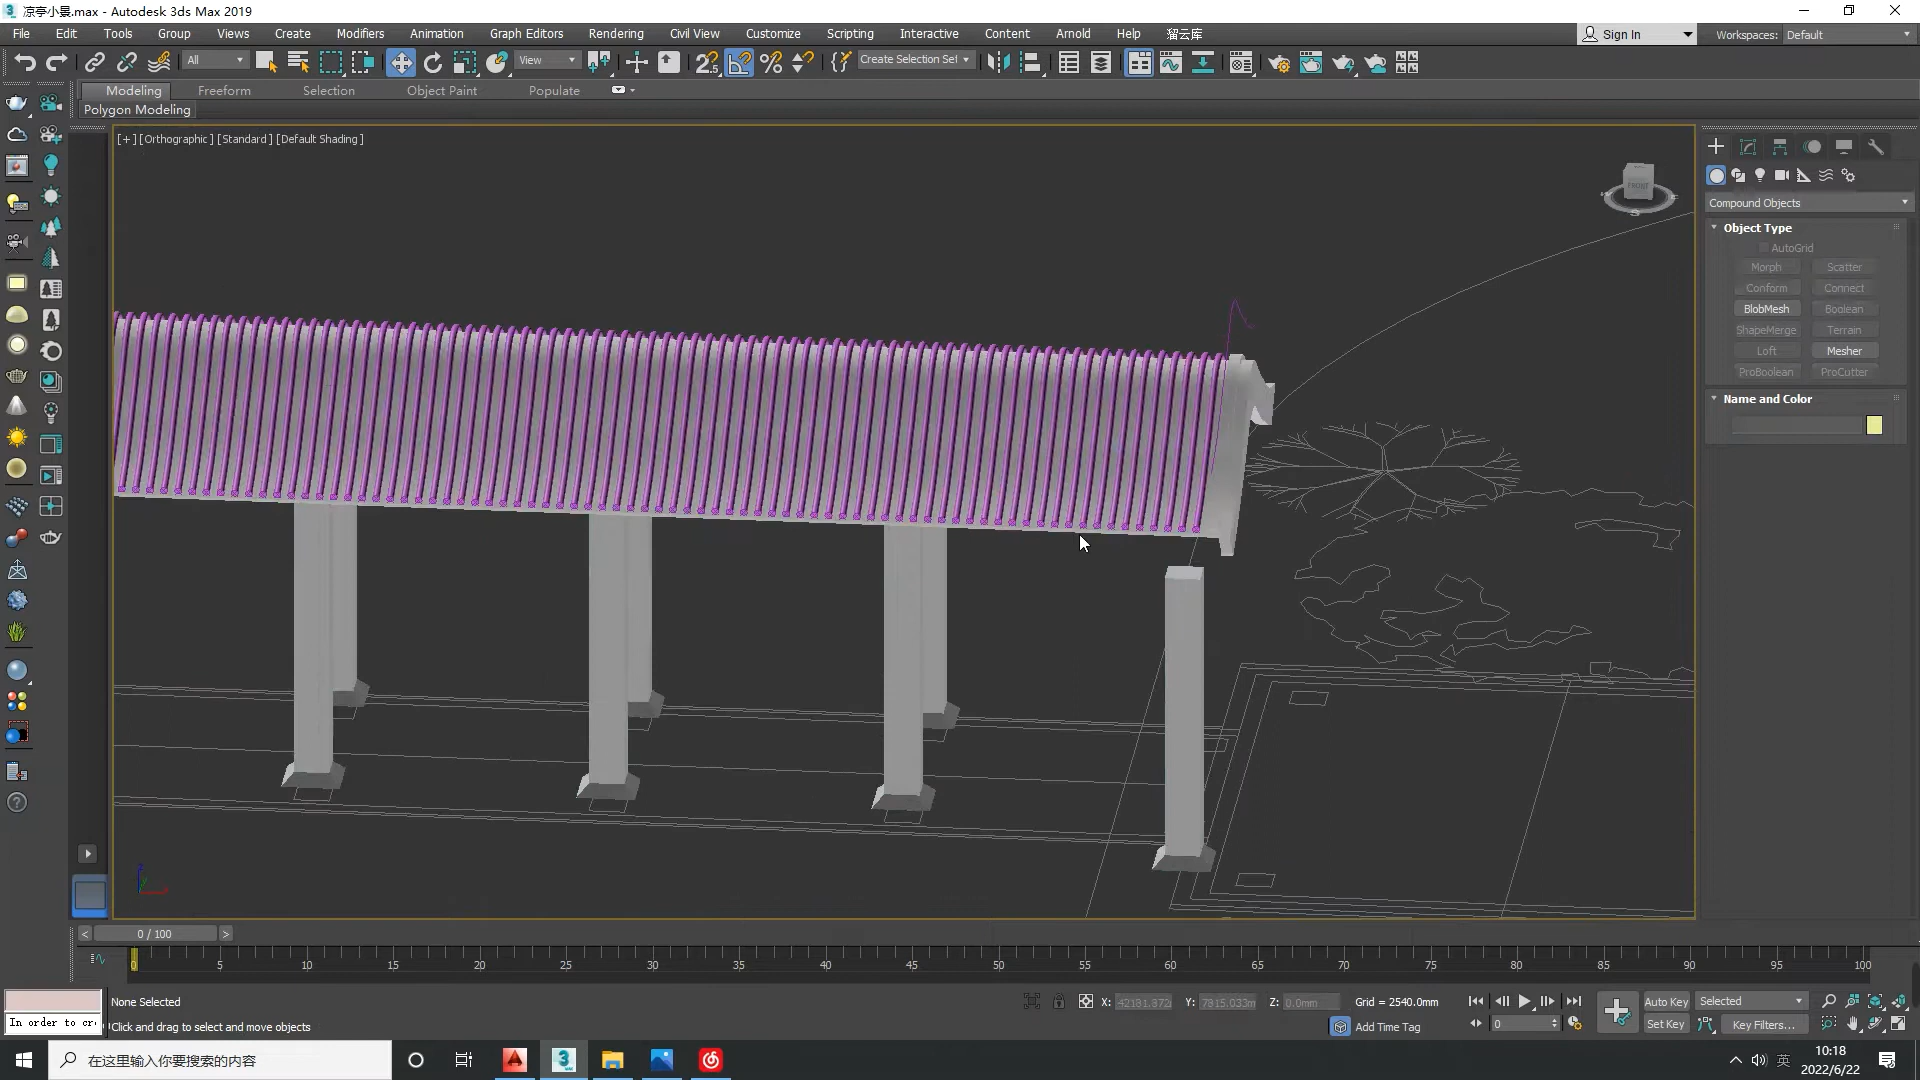 凉亭小景.max - Autodesk 3ds Max 2019
File Edit Tools Group Views Create Modifiers Animation Graph Editors Rendering Civil View Customize Scripting Interactive Content Arnold Help 溜云库
Sign In Workspaces: Default
All View Create Selection Set
Modeling Freeform Selection Object Paint Populate
Polygon Modeling
[+] [Orthographic] [Standard] [Default Shading]
FRONT
Compound Objects
Object Type
AutoGrid
Morph Scatter
Conform Connect
BlobMesh Boolean
ShapeMerge Terrain
Loft Mesher
ProBoolean ProCutter
Name and Color
< 0 / 100 >
0 5 10 15 20 25 30 35 40 45 50 55 60 65 70 75 80 85 90 95 100
None Selected
X: -42181.872 Y: 7815.033m Z: 0.0mm Grid = 2540.0mm
Auto Key Selected
In order to cr
Click and drag to select and move objects
Add Time Tag
0
Set Key Key Filters...
在这里输入你要搜索的内容
英
10:18
2022/6/22